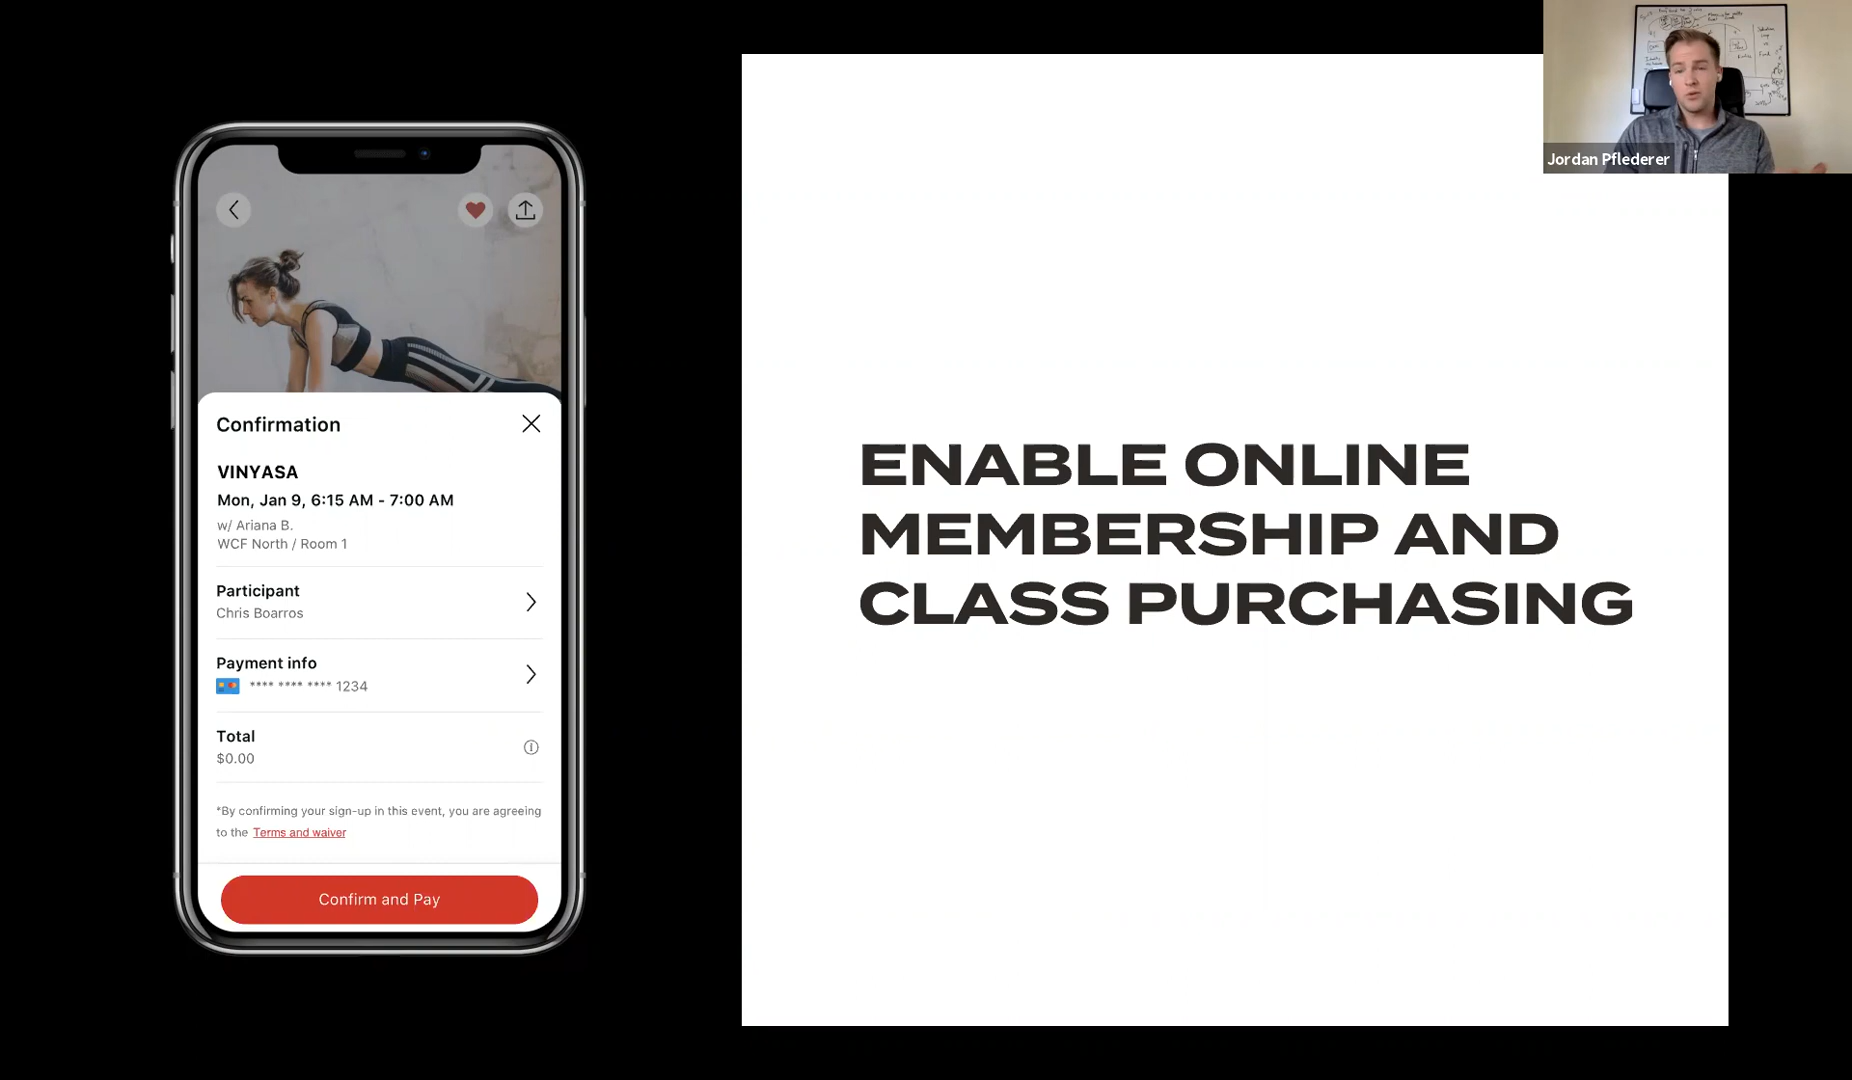 Confirmation
VINYASA
Mon, Jan 9, 6:15 AM - 7:00 AM
w/ Ariana B.
WCF North / Room 1
Participant
Chris Boarros
Payment info
**** **** **** 1234
Total
$0.00
*By confirming your sign-up in this event, you are agreeing
to the Terms and waiver
Confirm and Pay
ENABLE ONLINE
MEMBERSHIP AND
CLASS PURCHASING
Jordan Pflederer